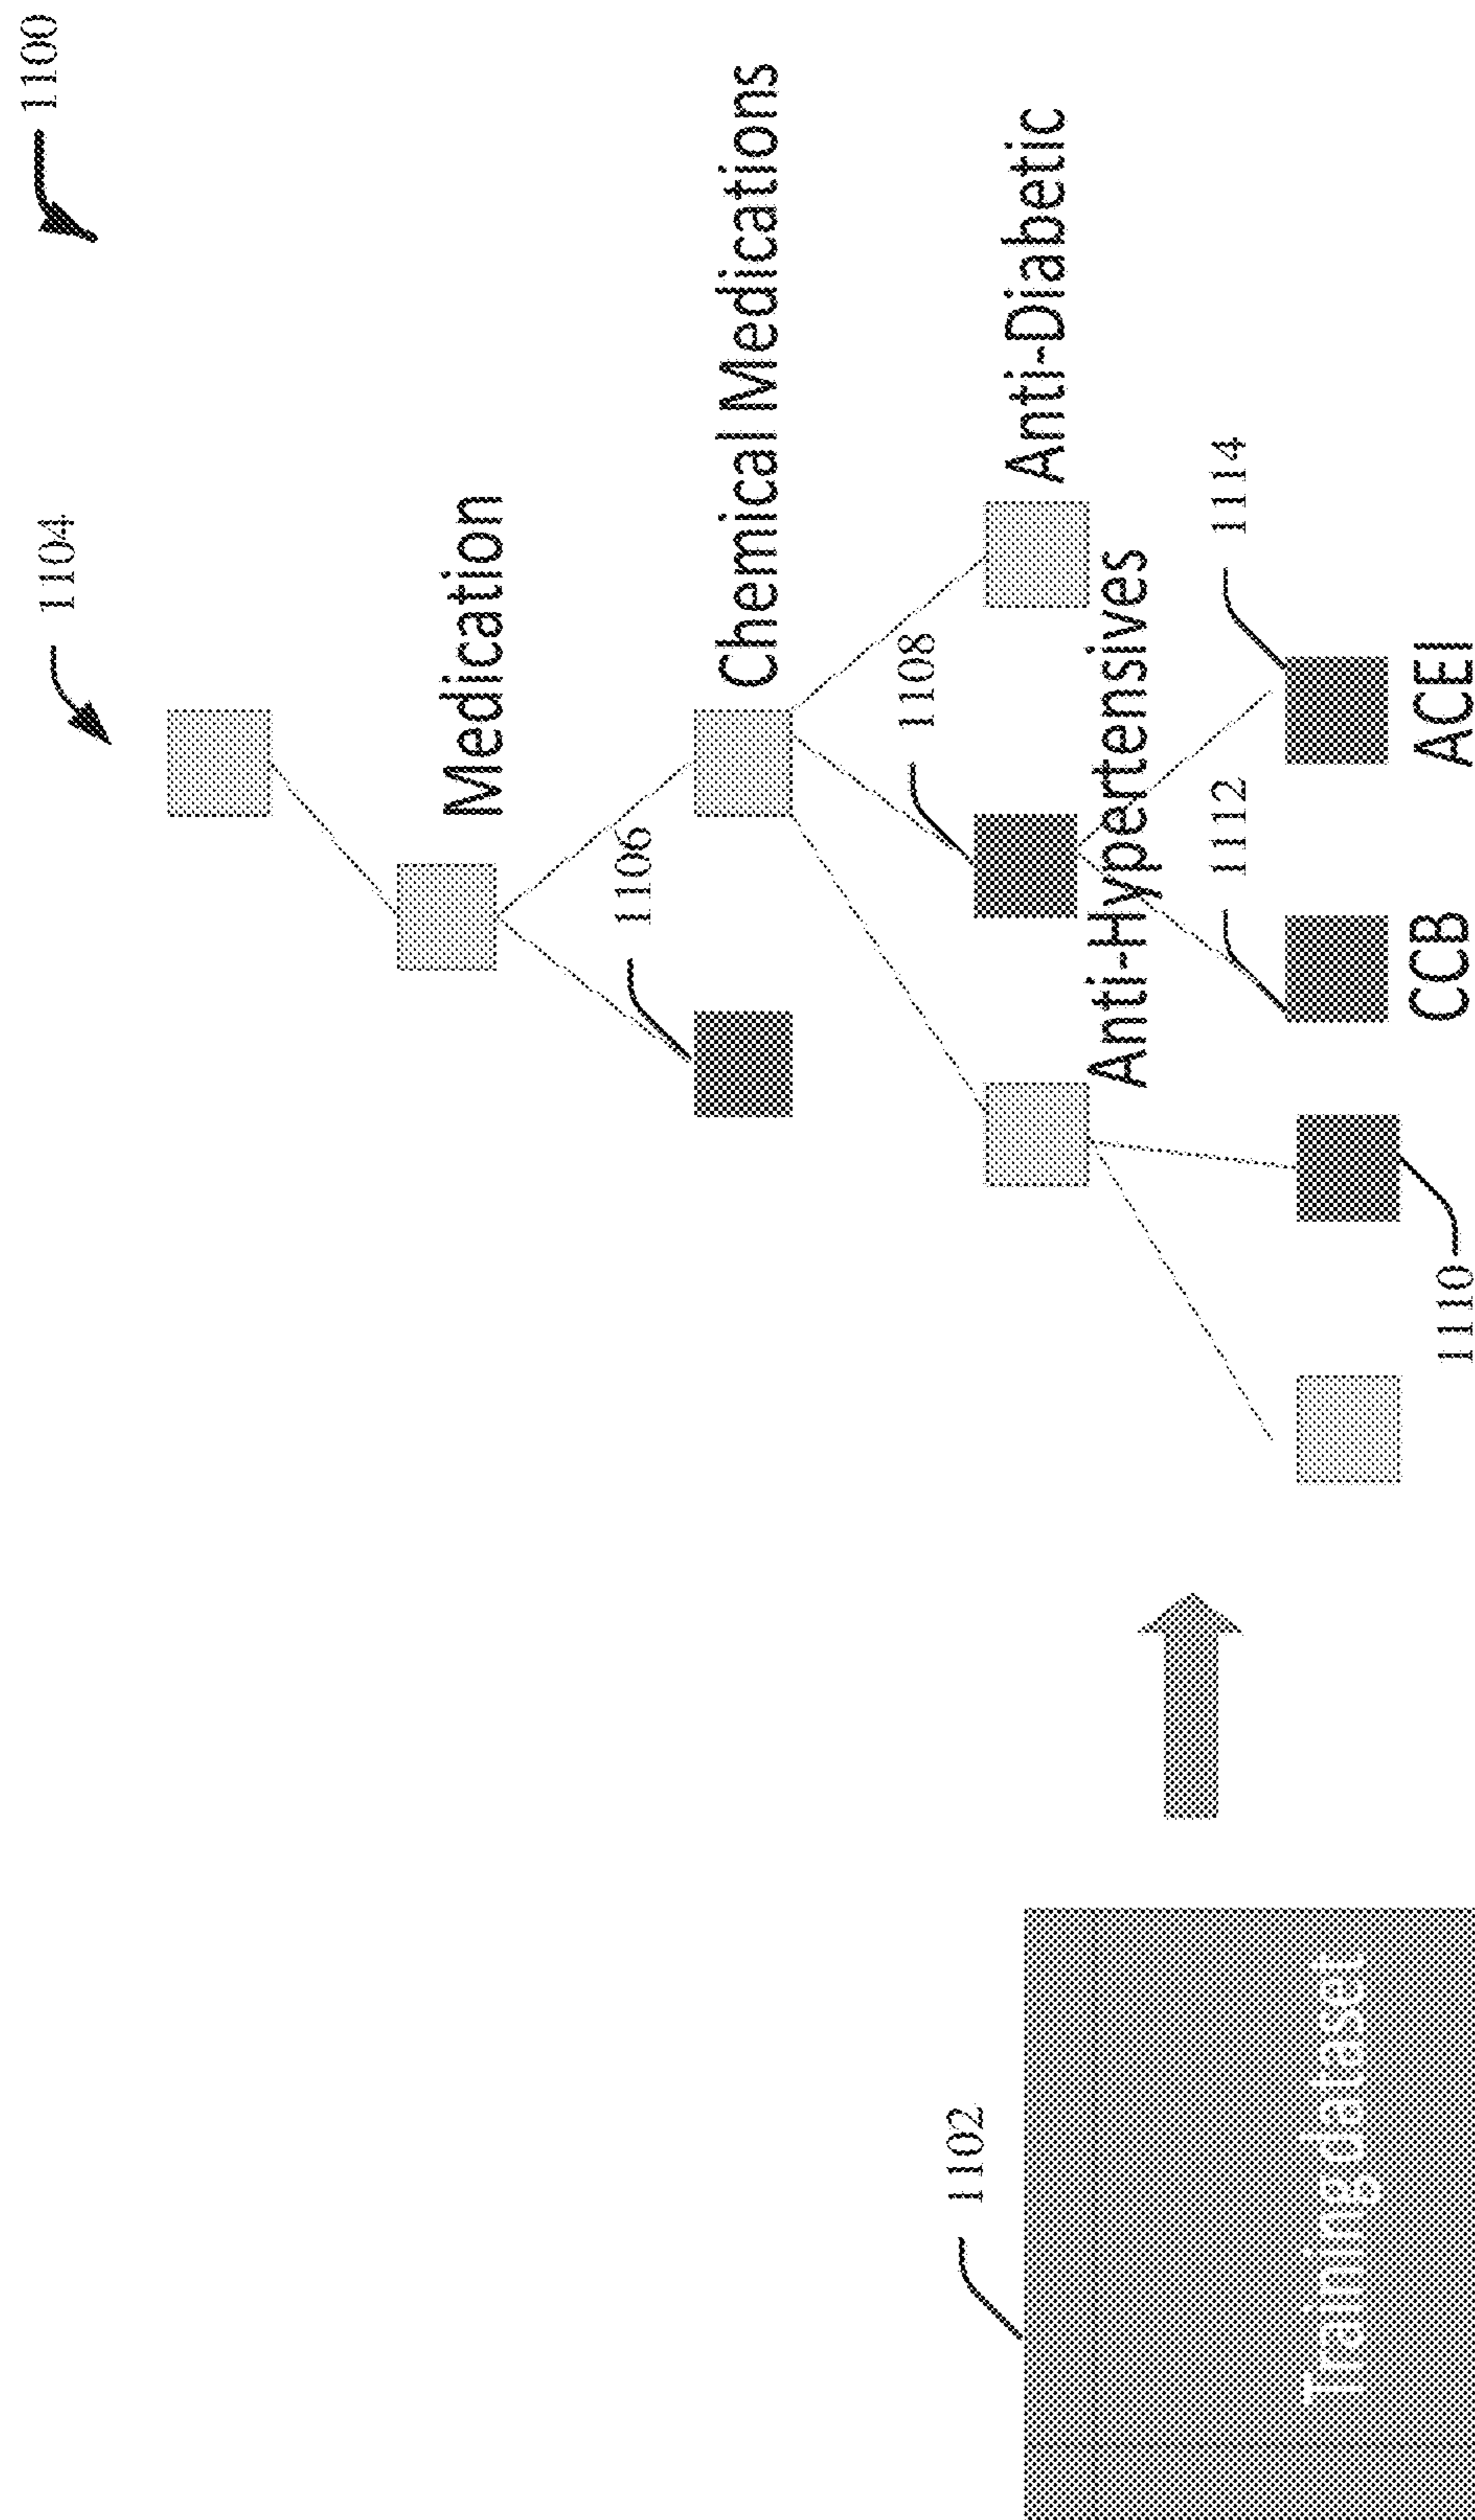 1100
1104
Medication
Chemical Medications
1106
1108
Anti-Diabetic
Anti-Hypertensives
1112
1114
CCB
ACEI
1110
1102
Training dataset